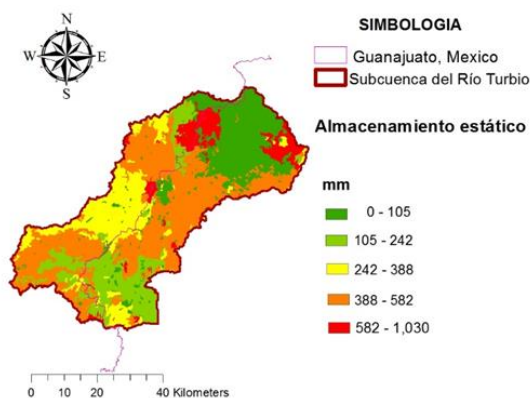 N
W E
S
SIMBOLOGIA
Guanajuato, Mexico
Subcuenca del Río Turbio
Almacenamiento estático
mm
0 - 105
105 - 242
242 - 388
388 - 582
582 - 1,030
0 10 20 40 Kilometers